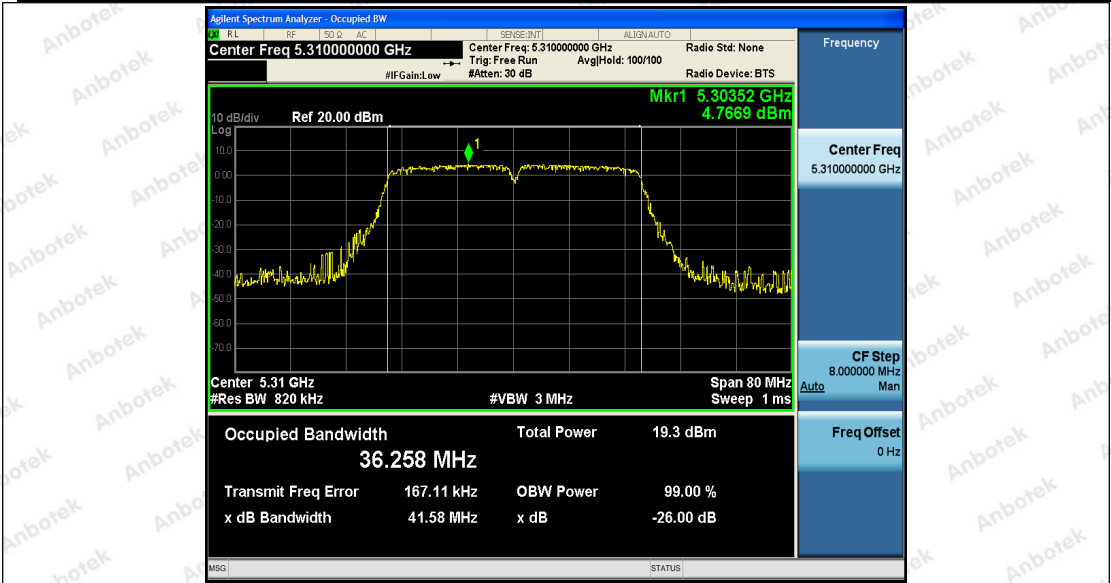 Agilent Spectrum Analyzer - Occupied BW
RL RF 50 Ω AC SENSE:INT ALIGNAUTO
Center Freq 5.310000000 GHz
Center Freq: 5.310000000 GHz
Radio Std: None
Trig: Free Run Avg|Hold: 100/100
#IFGain:Low
#Atten: 30 dB
Radio Device: BTS
Mkr1 5.30352 GHz
4.7669 dBm
10 dB/div Ref 20.00 dBm
Log
1
10.0
0.00
-10.0
-20.0
-30.0
-40.0
-50.0
-60.0
-70.0
Center 5.31 GHz Span 80 MHz
#Res BW 820 kHz #VBW 3 MHz Sweep 1 ms
Occupied Bandwidth Total Power 19.3 dBm
36.258 MHz
Transmit Freq Error 167.11 kHz OBW Power 99.00 %
x dB Bandwidth 41.58 MHz x dB -26.00 dB
MSG STATUS
Frequency
Center Freq
5.310000000 GHz
CF Step
8.000000 MHz
Auto Man
Freq Offset
0 Hz
Anbotek